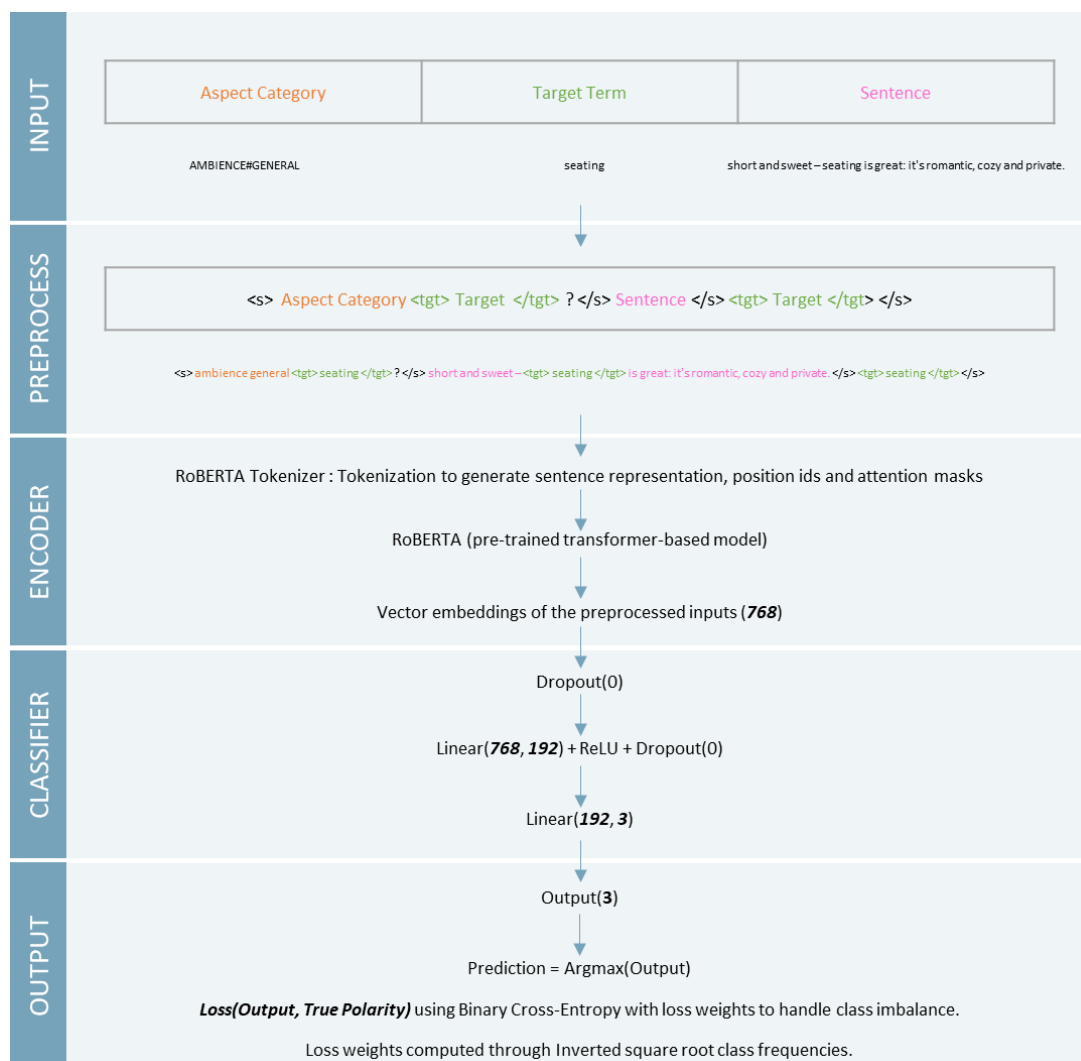 INPUT
Aspect Category
Target Term
Sentence
AMBIENCE#GENERAL
seating
short and sweet – seating is great: it's romantic, cozy and private.
PREPROCESS
<s> Aspect Category <tgt> Target </tgt> ? </s> Sentence </s> <tgt> Target </tgt> </s>
<s> ambience general <tgt> seating </tgt> ? </s> short and sweet – <tgt> seating </tgt> is great: it's romantic, cozy and private. </s> <tgt> seating </tgt> </s>
ENCODER
RoBERTA Tokenizer : Tokenization to generate sentence representation, position ids and attention masks
RoBERTA (pre-trained transformer-based model)
Vector embeddings of the preprocessed inputs (768)
CLASSIFIER
Dropout(0)
Linear(768, 192) + ReLU + Dropout(0)
Linear(192, 3)
OUTPUT
Output(3)
Prediction = Argmax(Output)
Loss(Output, True Polarity) using Binary Cross-Entropy with loss weights to handle class imbalance.
Loss weights computed through Inverted square root class frequencies.